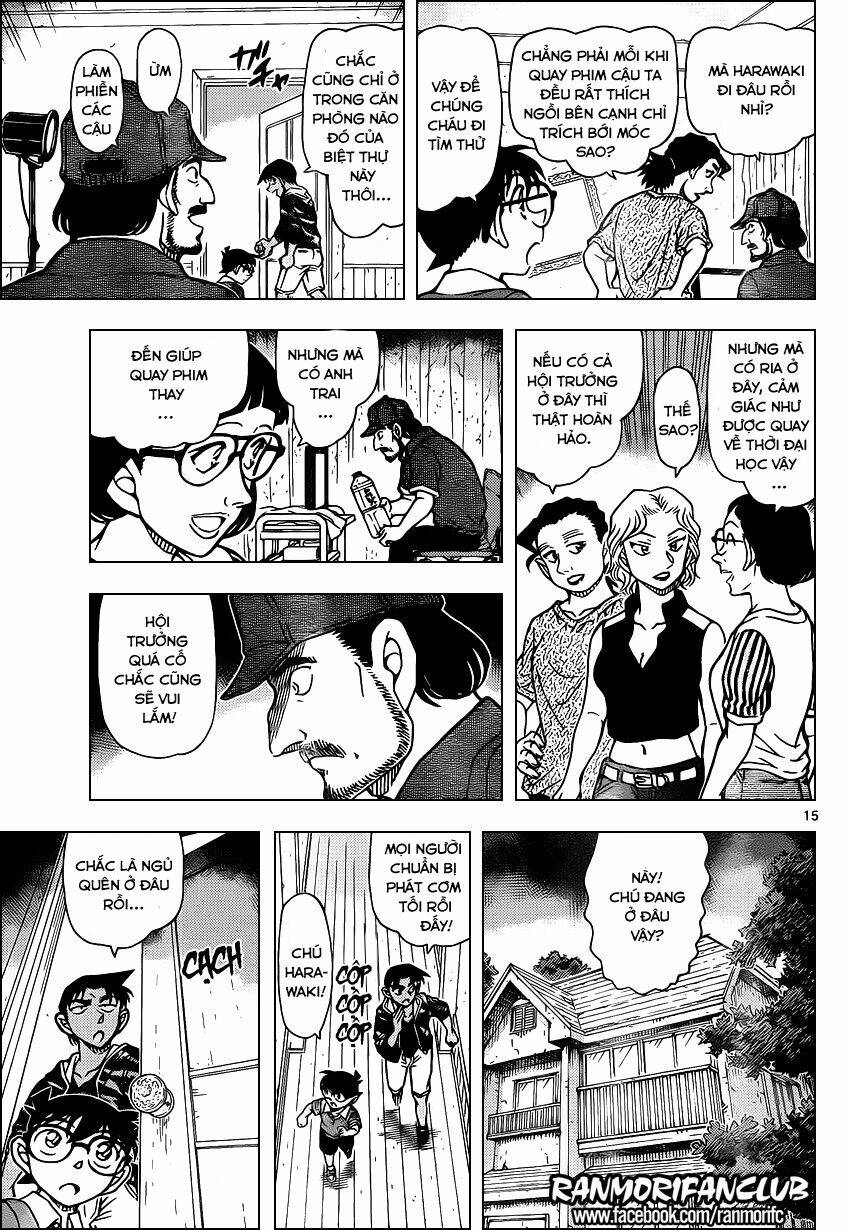 MÀ HARAWAKI
ĐI ĐÂU RỒI
NHỈ?
CHẲNG PHẢI MỖI KHI
QUAY PHIM CẬU TA
ĐỀU RẤT THÍCH
NGỒI BÊN CẠNH CHỈ
TRÍCH BỚI MÓC
SAO?
VẬY ĐỂ
CHÚNG
CHÁU ĐI
TÌM THỬ
CHẮC
CŨNG CHỈ Ở
TRONG CĂN
PHÒNG NÀO
ĐÓ CỦA
BIỆT THỰ
NÀY
THÔI...
ガチャ
ỪM
LÀM
PHIỀN
CÁC
CẬU
NHƯNG MÀ
CÓ RIA Ở
ĐÂY, CẢM
GIÁC NHƯ
ĐƯỢC QUAY
VỀ THỜI ĐẠI
HỌC VẬY
...
THẾ
SAO?
NẾU CÓ CẢ
HỘI TRƯỞNG
Ở ĐÂY THÌ
THẬT HOÀN
HẢO.
NHƯNG MÀ
CÓ ANH
TRAI
...
ĐẾN GIÚP
QUAY PHIM
THAY
...
HỘI
TRƯỞNG
QUÁ CỐ
CHẮC CŨNG
SẼ VUI
LẮM!
15
NÀY!
CHÚ ĐANG
Ở ĐÂU
VẬY?
MỌI NGƯỜI
CHUẨN BỊ
PHÁT CƠM
TỐI RỒI
ĐẤY!
CHÚ
HARA-
WAKI!
CỘP
CỘP
CỘP
CHẮC LÀ NGỦ
QUÊN Ở ĐÂU
RỒI...
CẠCH
RANMORIFANCLUB
www.facebook.com/ranmorifc